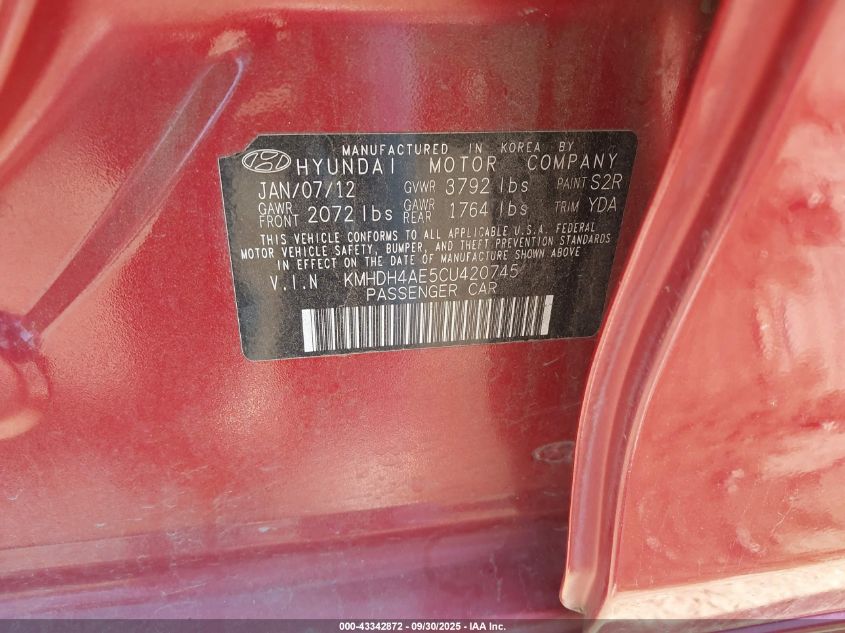 MANUFACTURED IN KOREA BY
HYUNDAI MOTOR COMPANY
JAN/07/12 GVWR 3792 lbs PAINT S2R
GAWR FRONT 2072 lbs GAWR REAR 1764 lbs TRIM YDA
THIS VEHICLE CONFORMS TO ALL APPLICABLE U.S.A. FEDERAL
MOTOR VEHICLE SAFETY, BUMPER, AND THEFT PREVENTION STANDARDS
IN EFFECT ON THE DATE OF MANUFACTURE SHOWN ABOVE.
V.I.N KMHDH4AE5CU420745
PASSENGER CAR
000-43342872 - 09/30/2025 - IAA Inc.